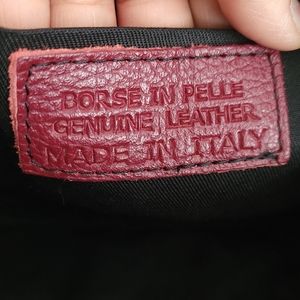 BORSE IN PELLE
GENUINE LEATHER
MADE IN ITALY